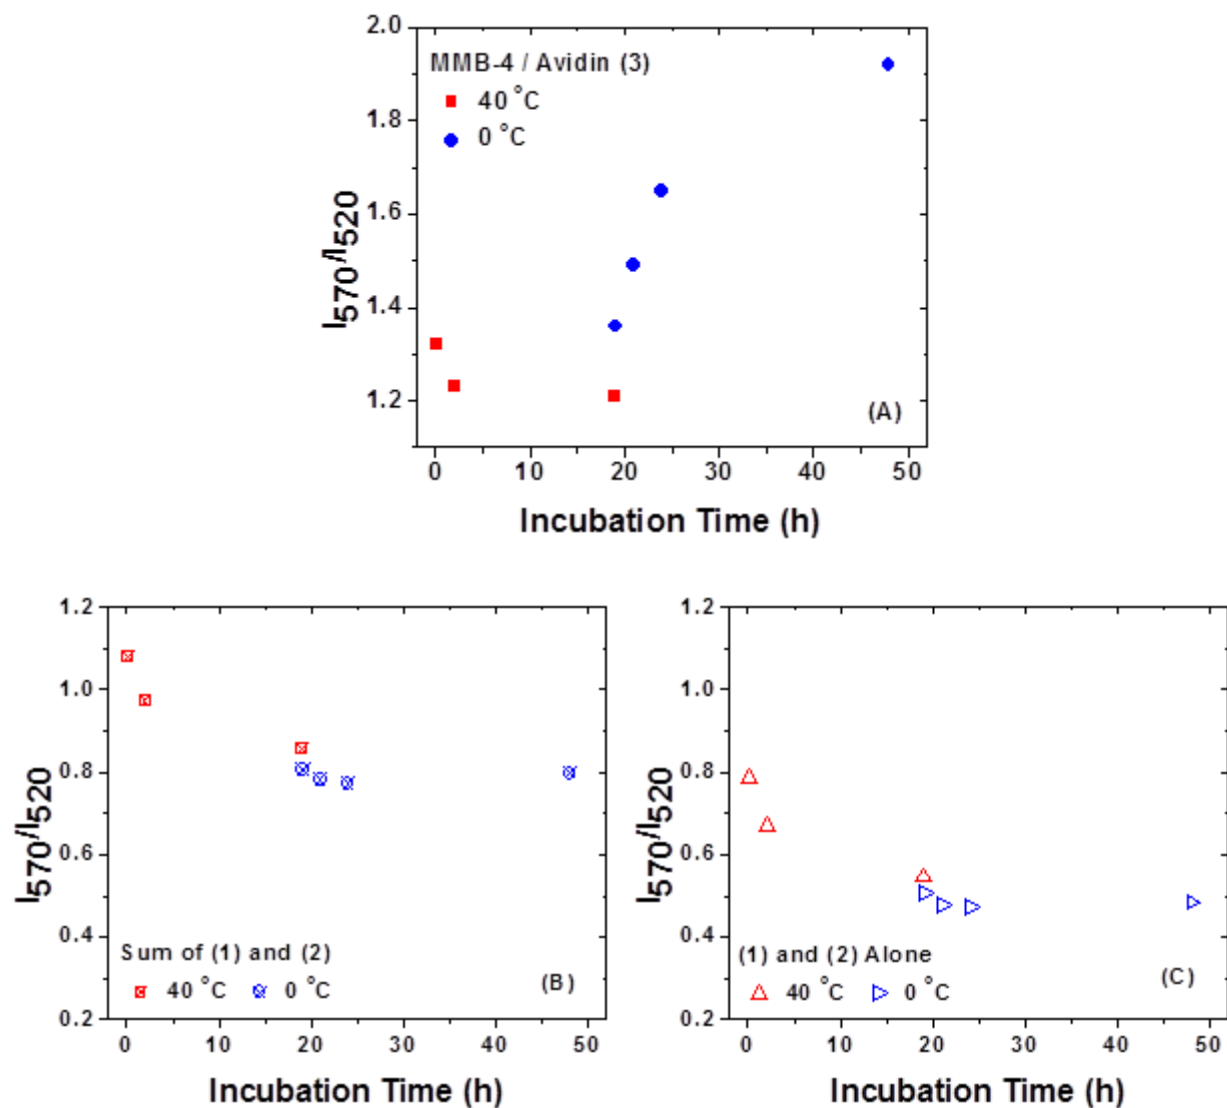 2.0
1.8
1.6
1.4
1.2
I570/I520
MMB-4 / Avidin (3)
40 °C
0 °C
(A)
0 10 20 30 40 50
Incubation Time (h)
1.2
1.0
0.8
0.6
0.4
0.2
I570/I520
Sum of (1) and (2)
40 °C 0 °C
(B)
0 10 20 30 40 50
Incubation Time (h)
1.2
1.0
0.8
0.6
0.4
0.2
I570/I520
(1) and (2) Alone
40 °C 0 °C
(C)
0 10 20 30 40 50
Incubation Time (h)